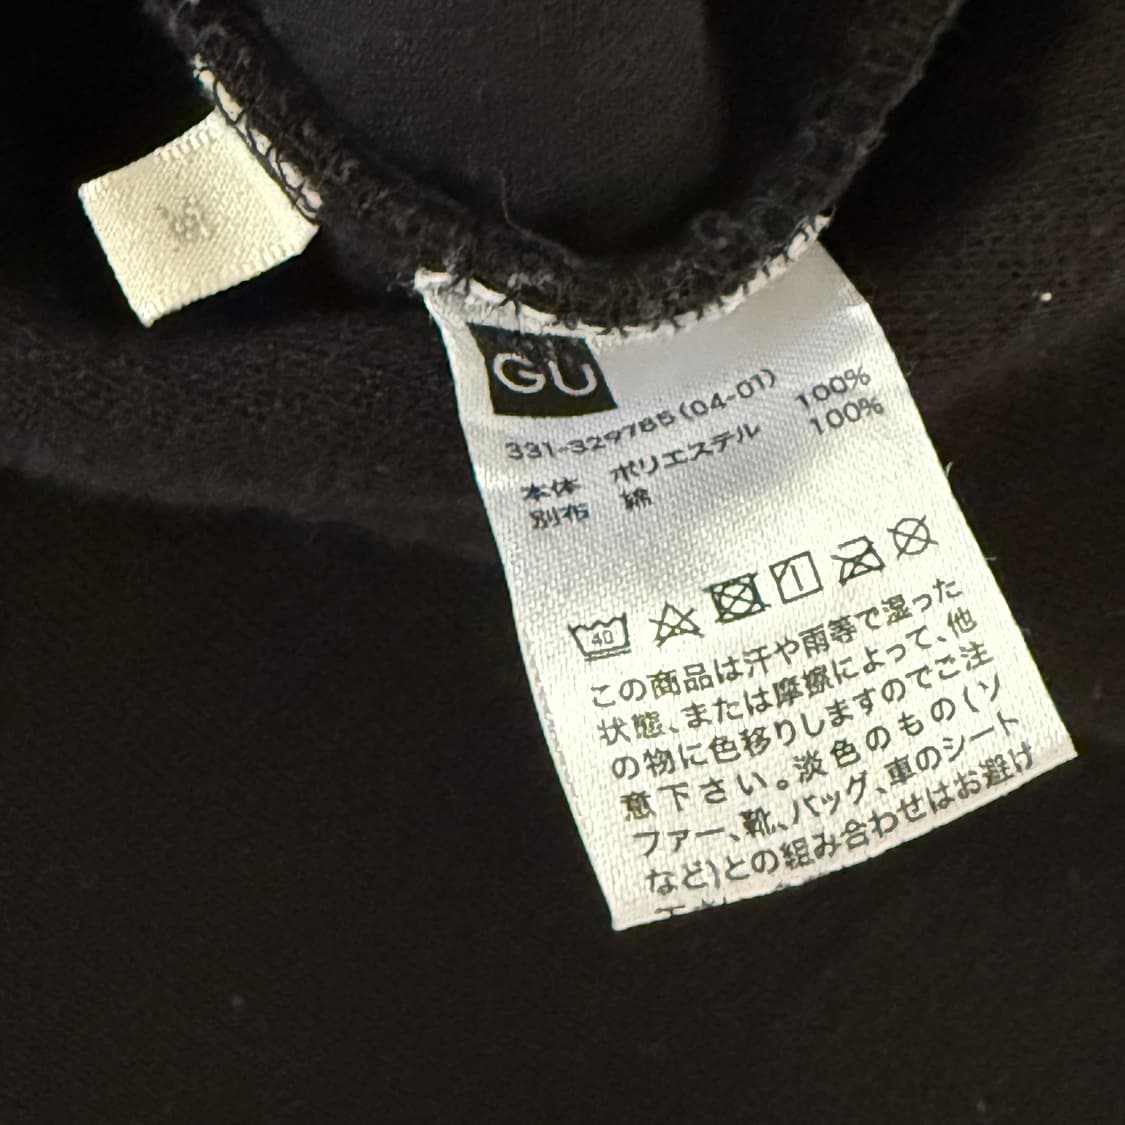 GU
331-329785(04-01)
本体 ポリエステル 100%
別布 綿 100%
40
この商品は汗や雨等で湿った
状態、または摩擦によって、他
の物に色移りしますのでご注
意下さい。淡色のもの(ソ
ファー、靴、バッグ、車のシート
など)との組み合わせはお避け